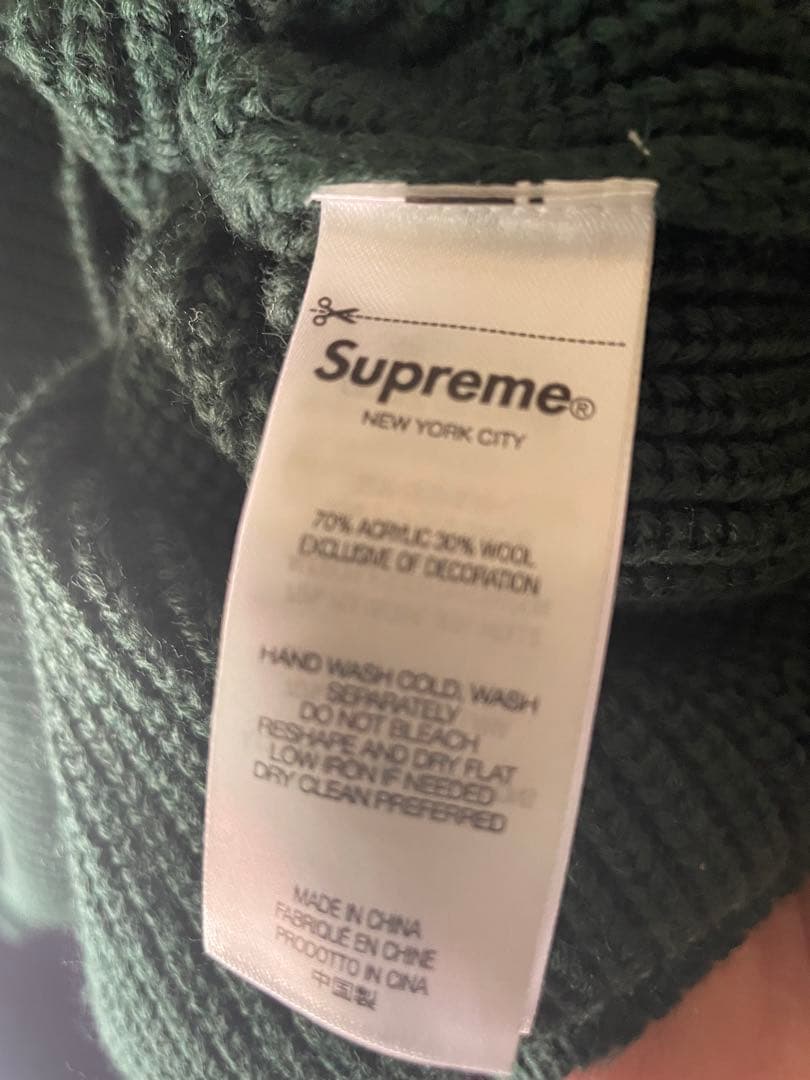 Supreme®
NEW YORK CITY
70% ACRYLIC 30% WOOL
EXCLUSIVE OF DECORATION
HAND WASH COLD, WASH
SEPARATELY
DO NOT BLEACH
RESHAPE AND DRY FLAT
LOW IRON IF NEEDED
DRY CLEAN PREFERRED
MADE IN CHINA
FABRIQUÉ EN CHINE
PRODOTTO IN CINA
中国製